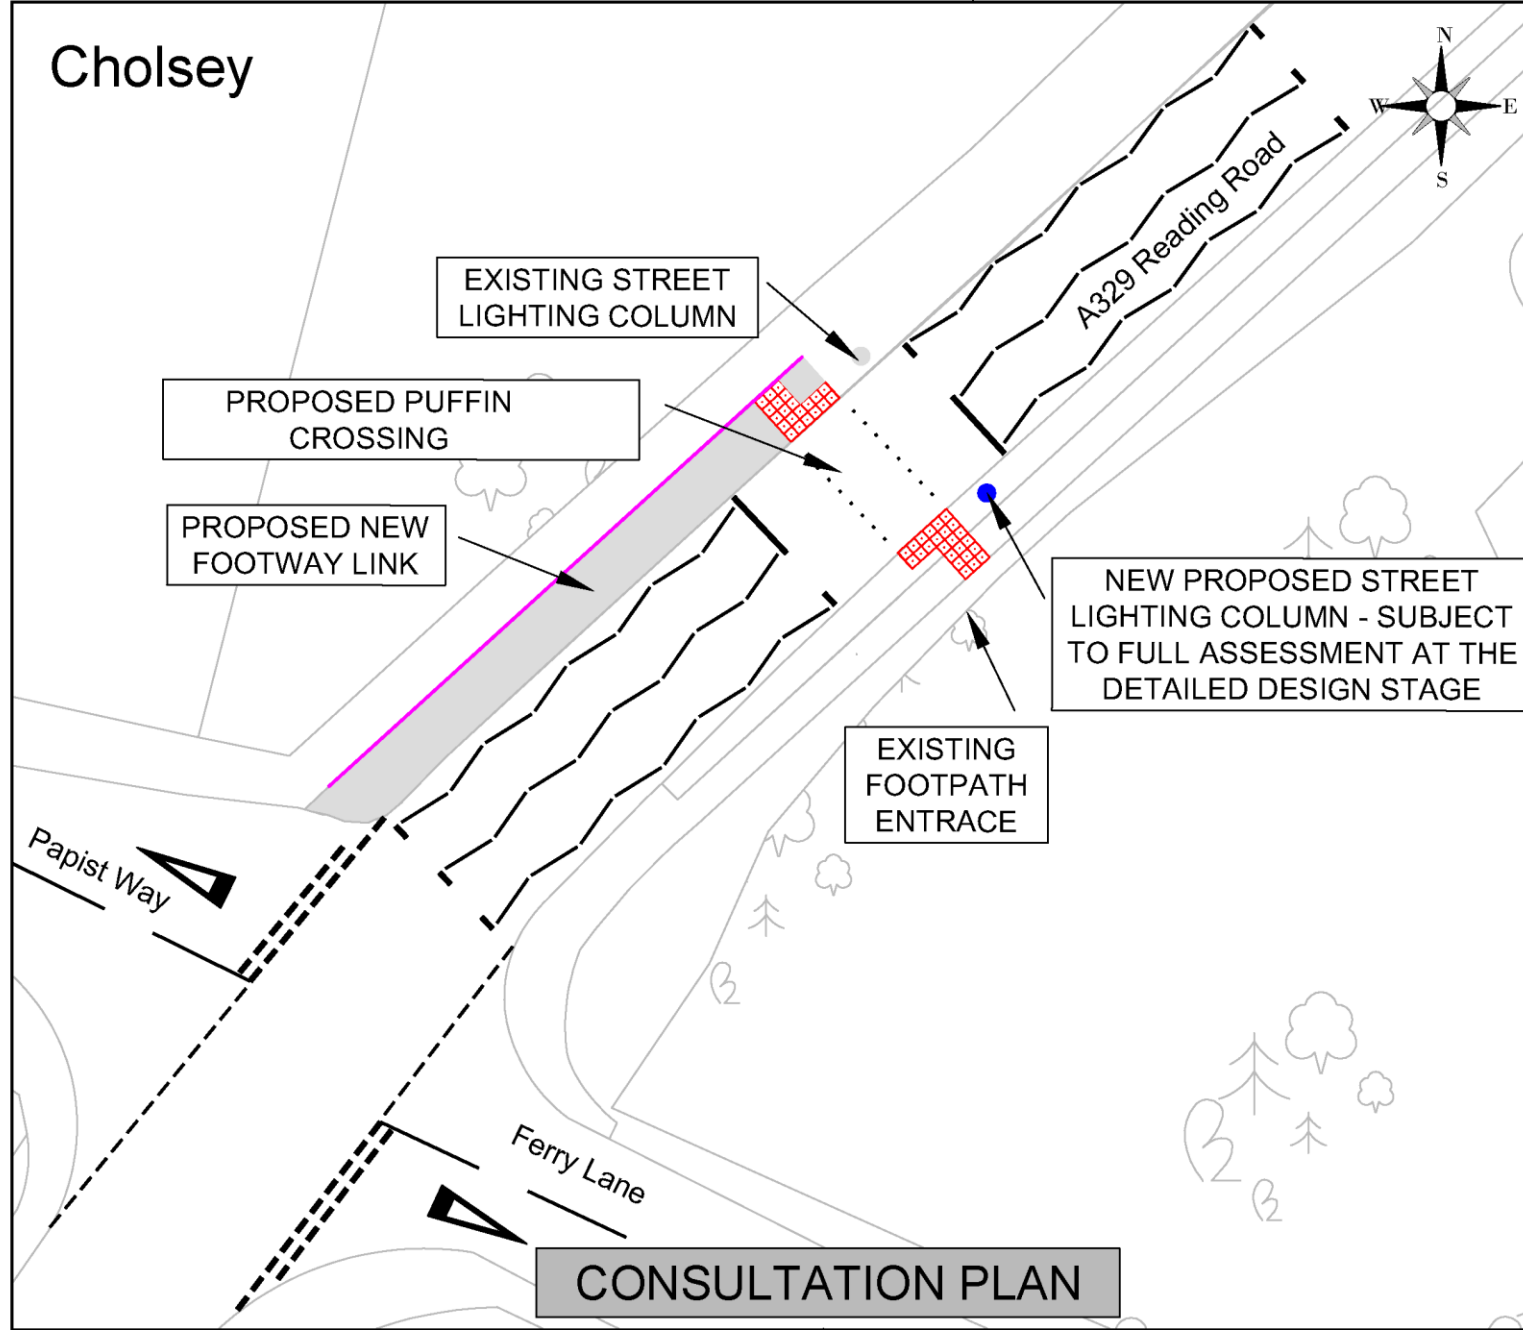 Cholsey
N
W
E
S
A329 Reading Road
EXISTING STREET
LIGHTING COLUMN
PROPOSED PUFFIN
CROSSING
PROPOSED NEW
FOOTWAY LINK
NEW PROPOSED STREET
LIGHTING COLUMN - SUBJECT
TO FULL ASSESSMENT AT THE
DETAILED DESIGN STAGE
EXISTING
FOOTPATH
ENTRACE
Papist Way
Ferry Lane
CONSULTATION PLAN